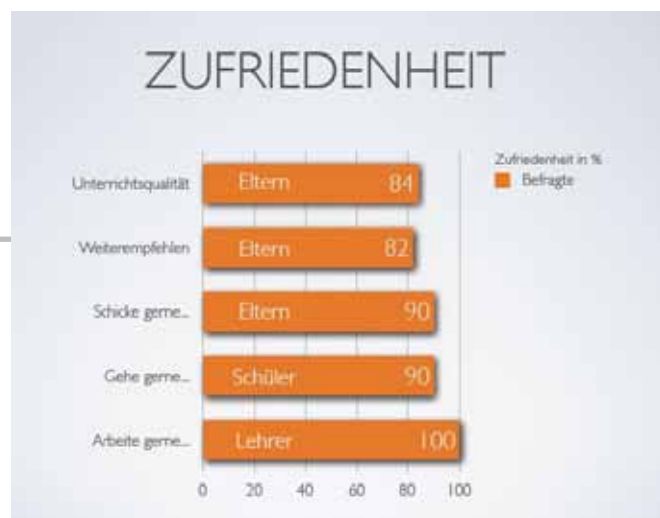 ZUFRIEDENHEIT
Zufriedenheit in %
Befragte
Unterrichtsqualität Eltern 84
Weiterempfehlen Eltern 82
Schicke gerne... Eltern 90
Gehe gerne... Schüler 90
Arbeite gerne... Lehrer 100
0 20 40 60 80 100